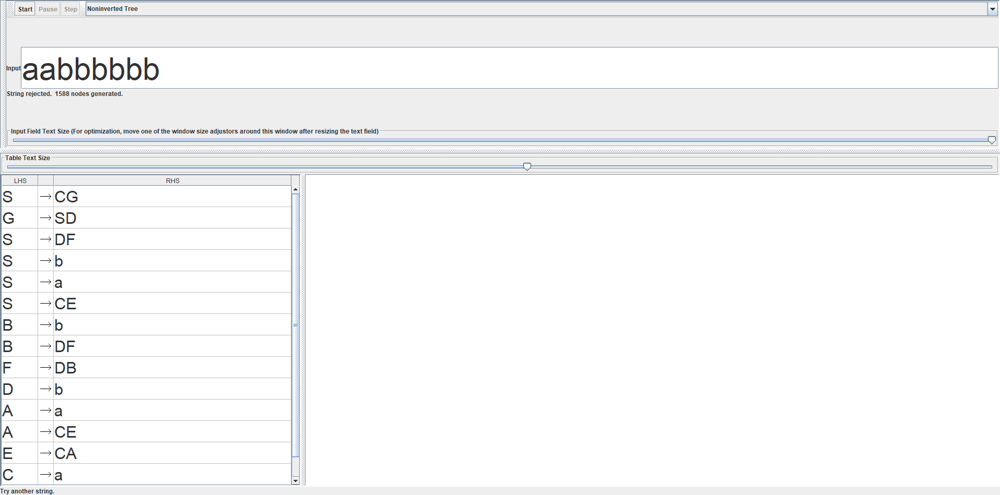 Start Pause Step Noninverted Tree
Input aabbbbbb
String rejected. 1588 nodes generated.
Input Field Text Size (For optimization, move one of the window size adjustors around this window after resizing the text field)
Table Text Size
LHS RHS
S → CG
G → SD
S → DF
S → b
S → a
S → CE
B → b
B → DF
F → DB
D → b
A → a
A → CE
E → CA
C → a
Try another string.